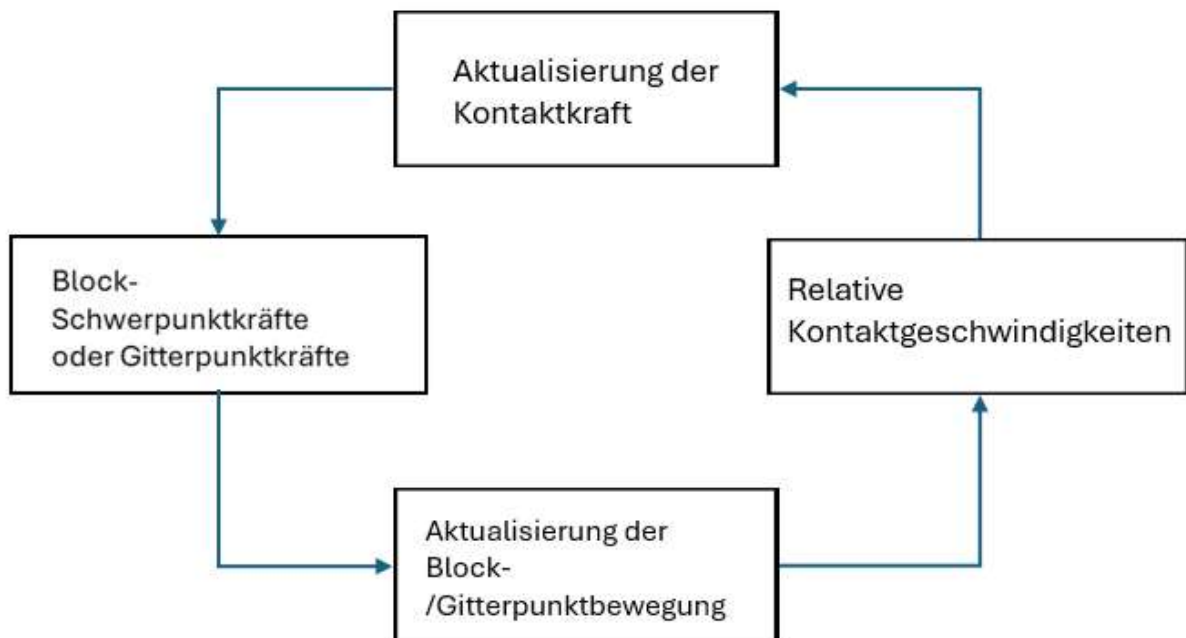 Aktualisierung der
Kontaktkraft
Block-
Schwerpunktkräfte
oder Gitterpunktkräfte
Relative
Kontaktgeschwindigkeiten
Aktualisierung der
Block-
/Gitterpunktbewegung